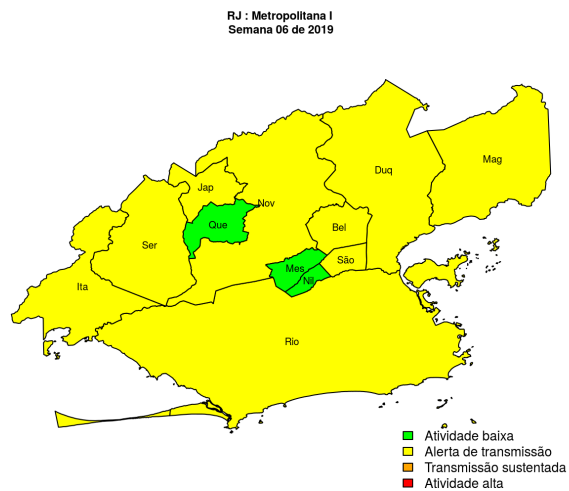 RJ : Metropolitana I
Semana 06 de 2019
Mag
Duq
Jap
Nov
Que
Bel
Ser
São
Mes
Nil
Ita
Rio
Atividade baixa
Alerta de transmissão
Transmissão sustentada
Atividade alta